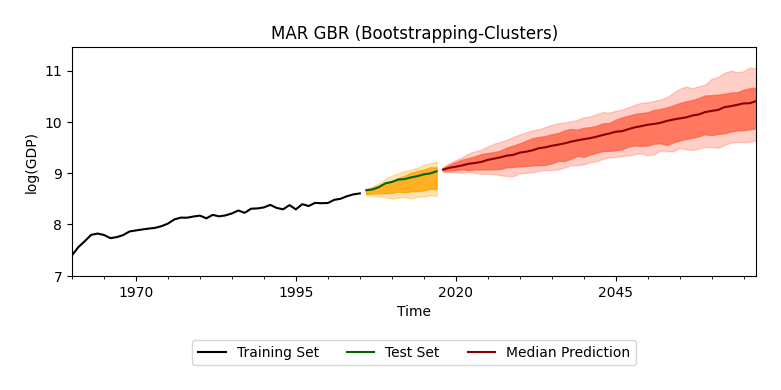 MAR GBR (Bootstrapping-Clusters)
11
10
9
8
7
log(GDP)
1970 1995 2020 2045
Time
Training Set Test Set Median Prediction